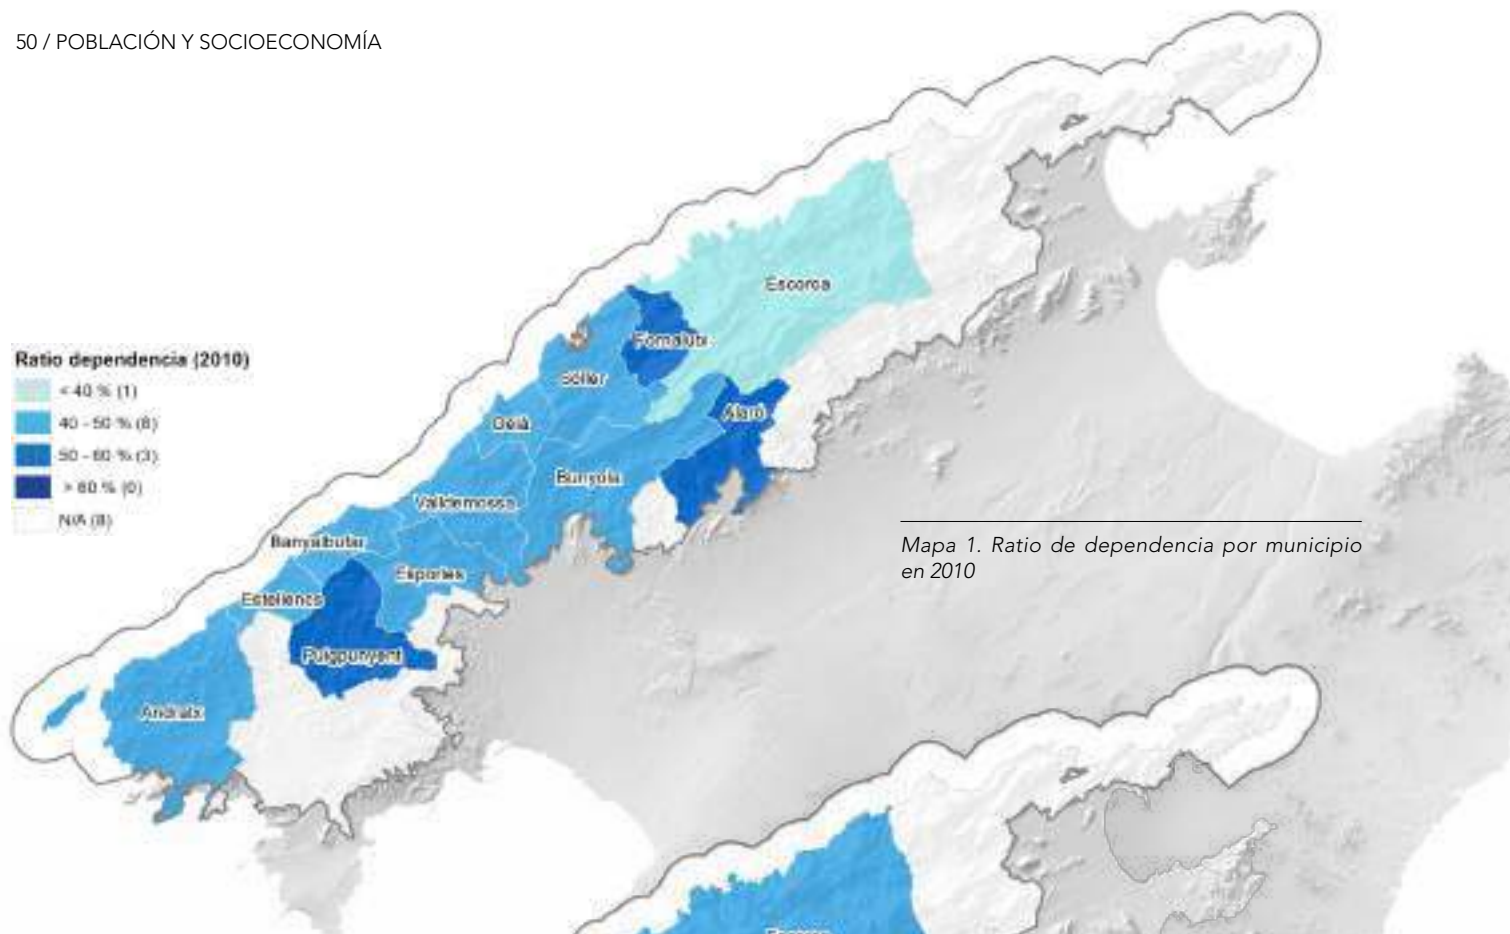 50 / POBLACIÓN Y SOCIOECONOMÍA
Escorca
Fornalutx
Ratio dependencia (2010)
< 40 % (1)
Sóller
40 - 50 % (8)
Alaró
Deià
50 - 60 % (3)
Bunyola
> 60 % (0)
Valldemossa
N/A (8)
Banyalbufar
Mapa 1. Ratio de dependencia por municipio
en 2010
Esporles
Estellencs
Puigpunyent
Andratx
Escorca